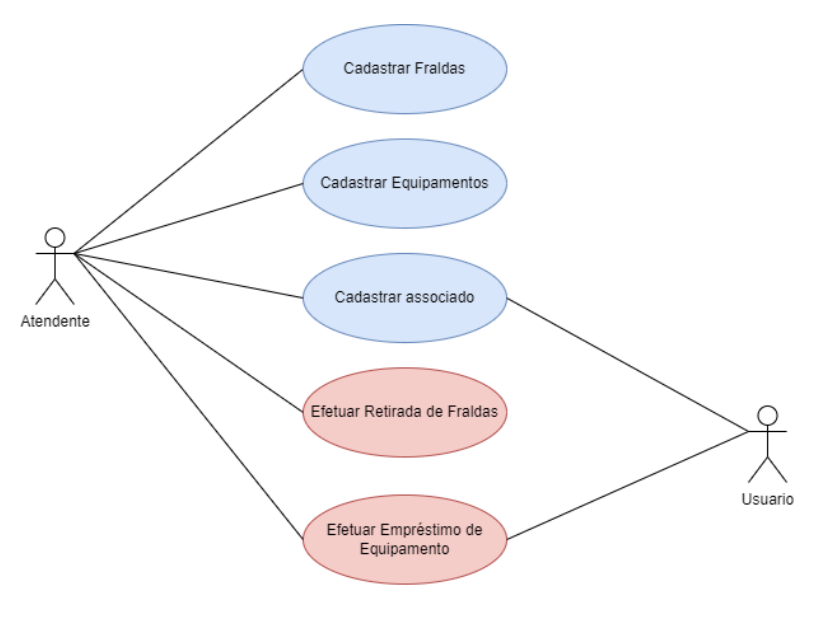 Cadastrar Fraldas
Cadastrar Equipamentos
Cadastrar associado
Atendente
Efetuar Retirada de Fraldas
Usuario
Efetuar Empréstimo de
Equipamento